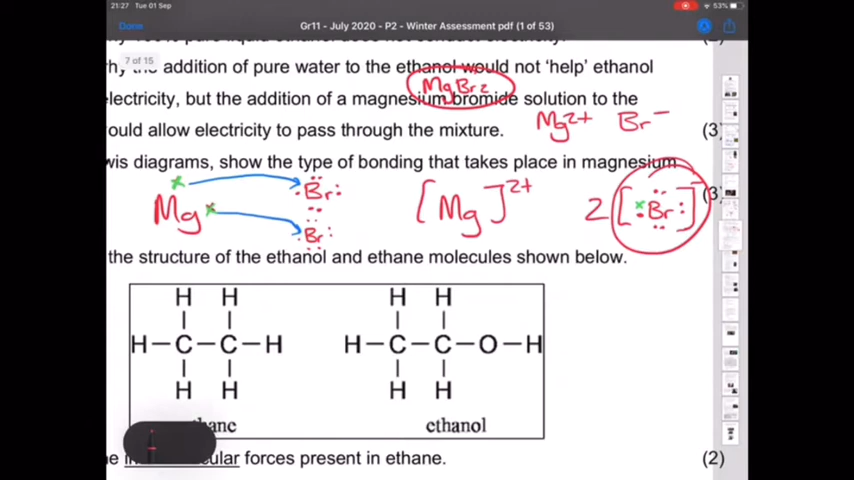 21:27 Tue 01 Sep
53%
Done
Gr11 - July 2020 - P2 - Winter Assessment pdf (1 of 53)
7 of 15
the addition of pure water to the ethanol would not ‘help’ ethanol
MgBr2
lectricity, but the addition of a magnesium bromide solution to the
Mg2+ Br−
ould allow electricity to pass through the mixture. (3)
wis diagrams, show the type of bonding that takes place in magnesium
(3)
Mg Br [Mg]2+ 2[Br]−
Br
the structure of the ethanol and ethane molecules shown below.
H H H H
H–C–C–H H–C–C–O–H
H H H H
hane ethanol
forces present in ethane. (2)